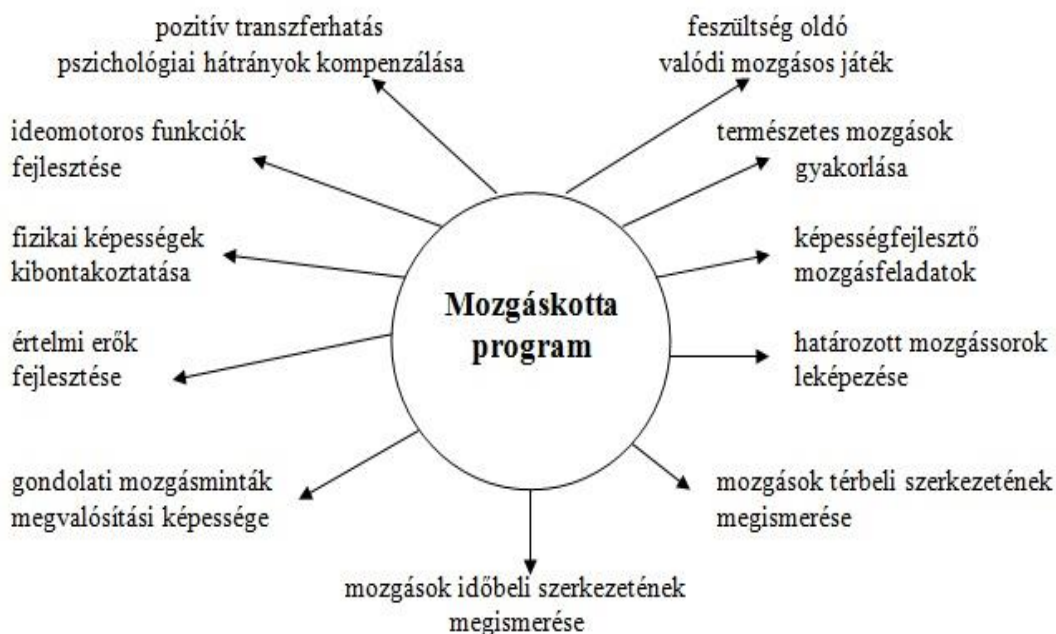 pozitív transzferhatás
pszichológiai hátrányok kompenzálása
feszültség oldó
valódi mozgásos játék
ideomotoros funkciók
fejlesztése
természetes mozgások
gyakorlása
fizikai képességek
kibontakoztatása
képességfejlesztő
mozgásfeladatok
Mozgáskotta
program
értelmi erők
fejlesztése
határozott mozgássorok
leképezése
gondolati mozgásminták
megvalósítási képessége
mozgások térbeli szerkezetének
megismerése
mozgások időbeli szerkezetének
megismerése